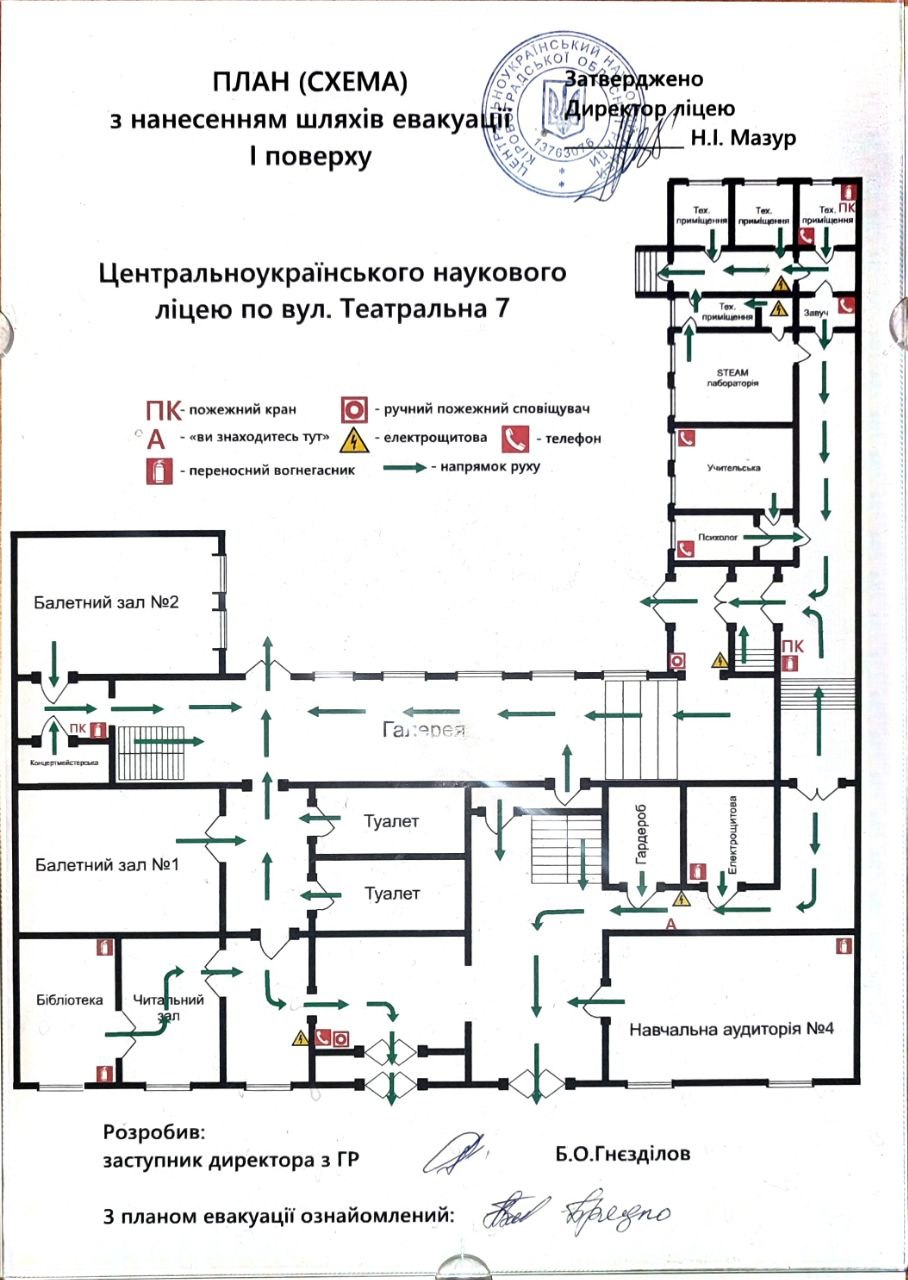 ПЛАН (СХЕМА)
з нанесенням шляхів евакуації
І поверху
Затверджено
Директор ліцею
Н.І. Мазур
13763076
Центральноукраїнського наукового
ліцею по вул. Театральна 7
ПК - пожежний кран
- ручний пожежний сповіщувач
А - «ви знаходитесь тут»
- електрощитова
- телефон
- переносний вогнегасник
- напрямок руху
Тех.
приміщення
Тех.
приміщення
Тех.
приміщення
ПК
Тех.
приміщення
Завуч
STEAM
лабораторія
Учительська
Психолог
ПК
Балетний зал №2
ПК
Концертмейстерська
Галерея
Балетний зал №1
Туалет
Туалет
Гардероб
Електрощитова
А
Бібліотека
Читальний
зал
Навчальна аудиторія №4
Розробив:
заступник директора з ГР
Б.О.Гнєзділов
З планом евакуації ознайомлений: